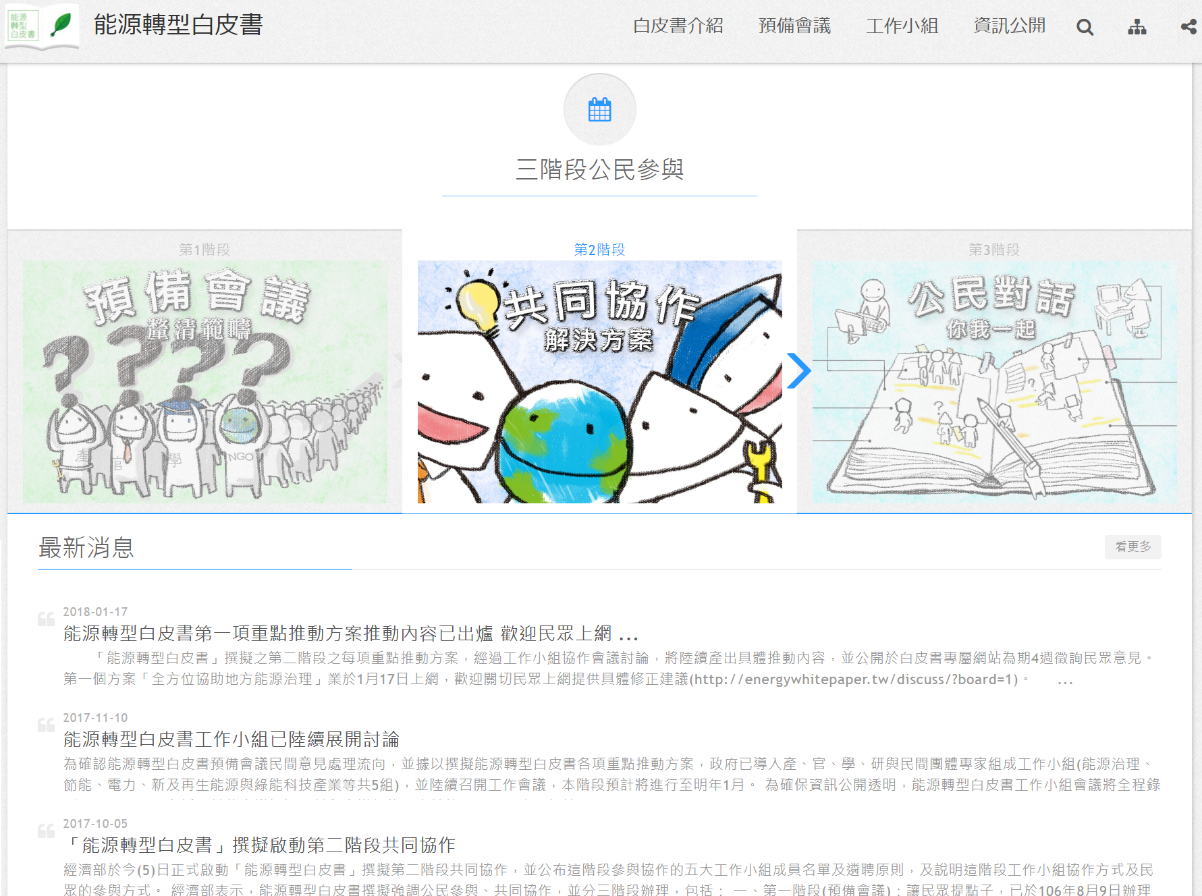 能源轉型白皮書
能源轉型白皮書
白皮書介紹 預備會議 工作小組 資訊公開
三階段公民參與
第1階段
預備會議
釐清範疇
? ? ? ?
產 官 學 NGO
第2階段
共同協作
解決方案
第3階段
公民對話
你我一起
最新消息
看更多
2018-01-17
能源轉型白皮書第一項重點推動方案推動內容已出爐 歡迎民眾上網 ...
「能源轉型白皮書」撰擬之第二階段之每項重點推動方案，經過工作小組協作會議討論，將陸續產出具體推動內容，並公開於白皮書專屬網站為期4週徵詢民眾意見。
第一個方案「全方位協助地方能源治理」業於1月17日上網，歡迎關切民眾上網提供具體修正建議(http://energywhitepaper.tw/discuss/?board=1)。 ...
2017-11-10
能源轉型白皮書工作小組已陸續展開討論
為確認能源轉型白皮書預備會議民間意見處理流向，並據以撰擬能源轉型白皮書各項重點推動方案，政府已導入產、官、學、研與民間團體專家組成工作小組(能源治理、
節能、電力、新及再生能源與綠能科技產業等共5組)，並陸續召開工作會議，本階段預計將進行至明年1月。 為確保資訊公開透明，能源轉型白皮書工作小組會議將全程錄
2017-10-05
「能源轉型白皮書」撰擬啟動第二階段共同協作
經濟部於今(5)日正式啟動「能源轉型白皮書」撰擬第二階段共同協作，並公布這階段參與協作的五大工作小組成員名單及遴聘原則，及說明這階段工作小組協作方式及民
眾的參與方式。 經濟部表示，能源轉型白皮書撰擬強調公民參與、共同協作，並分三階段辦理，包括： 一、第一階段(預備會議)：讓民眾提點子，已於106年8月9日辦理